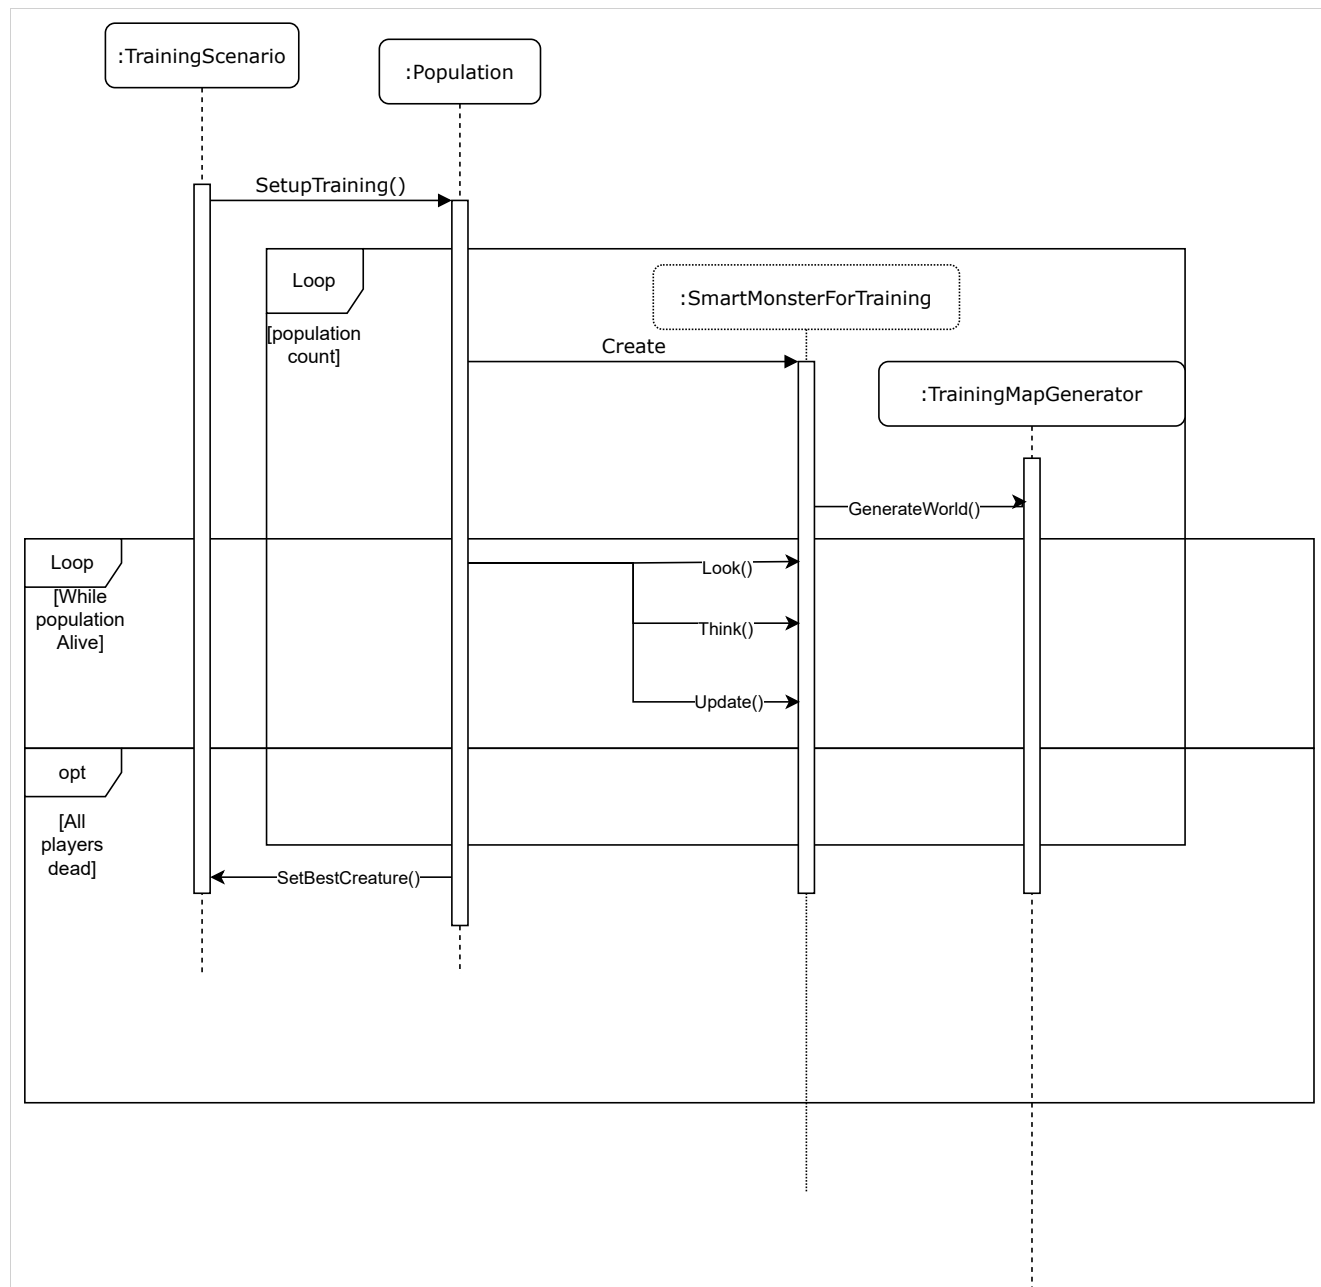 :TrainingScenario
:Population
SetupTraining()
Loop
:SmartMonsterForTraining
[population
count]
Create
:TrainingMapGenerator
GenerateWorld()
Loop
[While
population
Alive]
Look()
Think()
Update()
opt
[All
players
dead]
SetBestCreature()